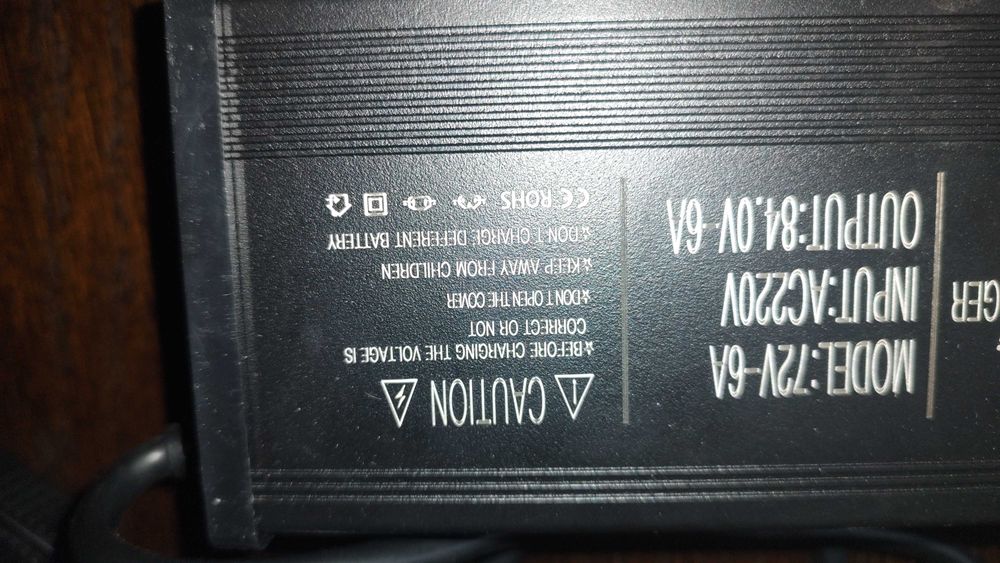 GER
MODEL:72V-6A
INPUT:AC220V
OUTPUT:84.0V-6A
CAUTION
BEFORE CHARGING THE VOLTAGE IS
CORRECT OR NOT
DON'T OPEN THE COVER
KEEP AWAY FROM CHILDREN
DON'T CHARGE DEFFERENT BATTERY
CE ROHS